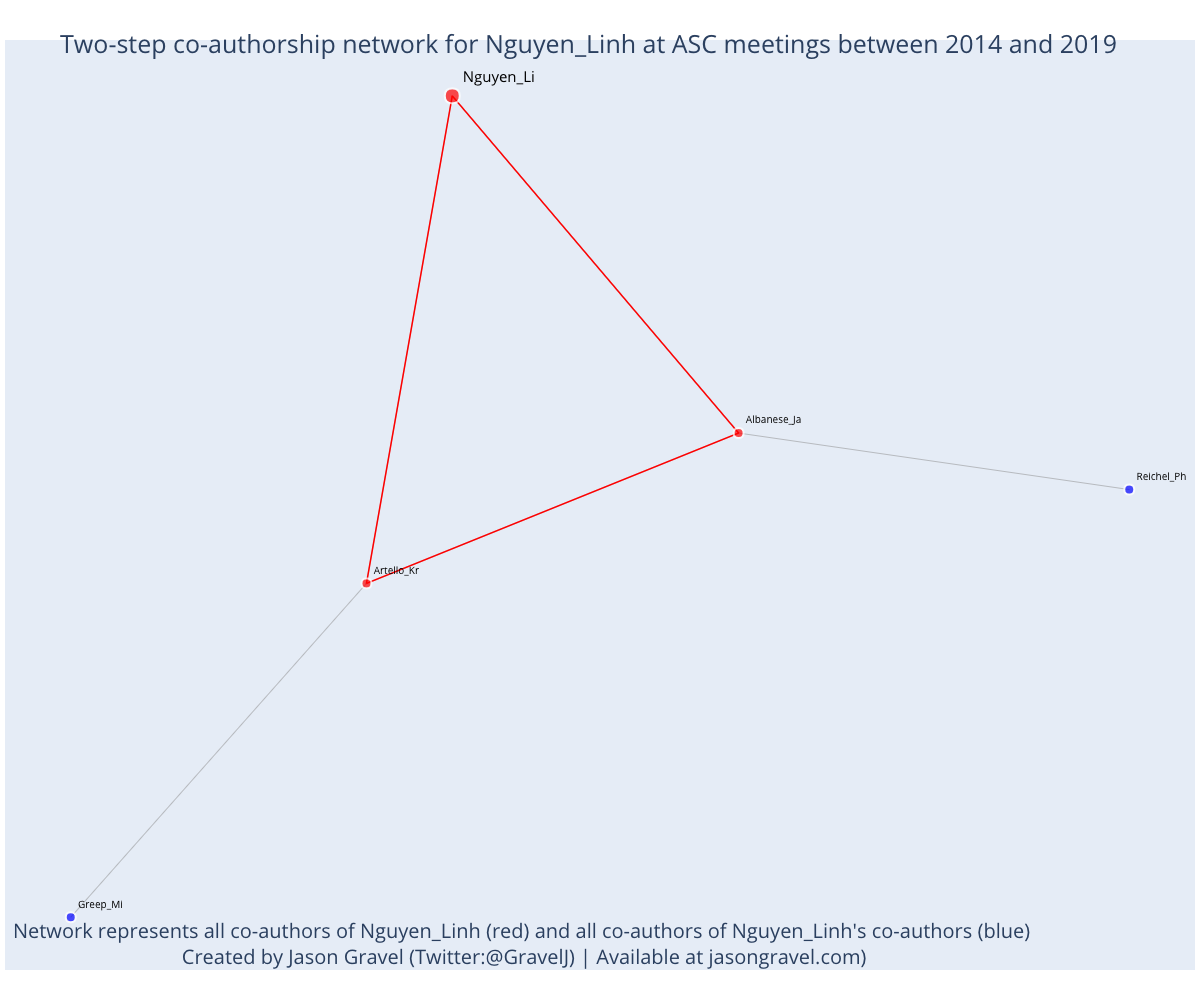 Two-step co-authorship network for Nguyen_Linh at ASC meetings between 2014 and 2019
Nguyen_Li
Albanese_Ja
Reichel_Ph
Artello_Kr
Greep_Mi
Network represents all co-authors of Nguyen_Linh (red) and all co-authors of Nguyen_Linh's co-authors (blue)
Created by Jason Gravel (Twitter:@GravelJ) | Available at jasongravel.com)